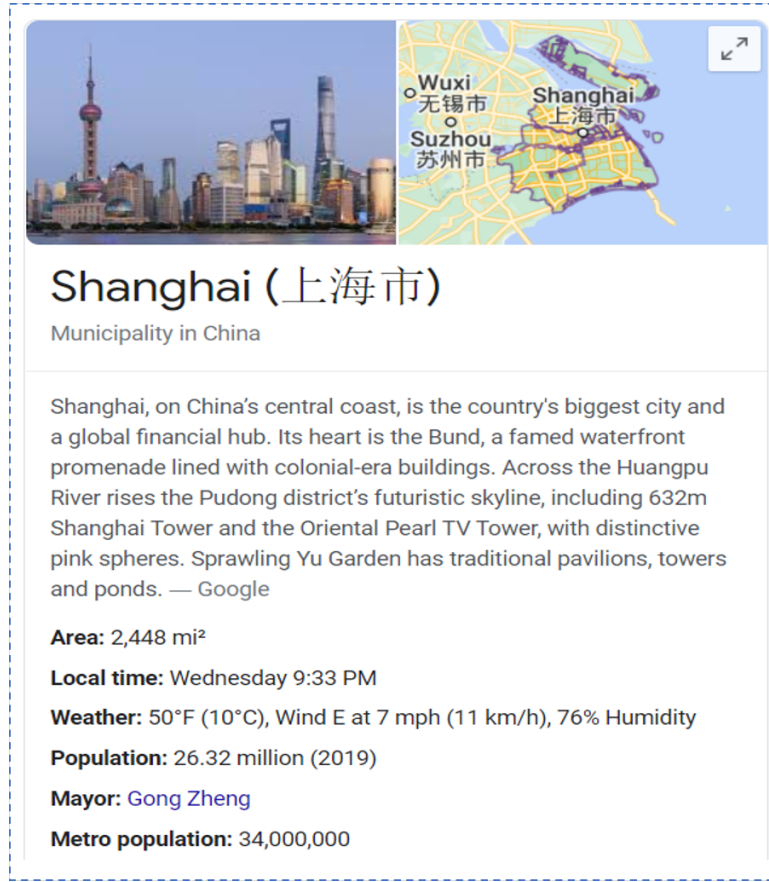 Wuxi
无锡市
Shanghai
上海市
Suzhou
苏州市
Shanghai (上海市)
Municipality in China
Shanghai, on China’s central coast, is the country's biggest city and
a global financial hub. Its heart is the Bund, a famed waterfront
promenade lined with colonial-era buildings. Across the Huangpu
River rises the Pudong district’s futuristic skyline, including 632m
Shanghai Tower and the Oriental Pearl TV Tower, with distinctive
pink spheres. Sprawling Yu Garden has traditional pavilions, towers
and ponds. — Google
Area: 2,448 mi²
Local time: Wednesday 9:33 PM
Weather: 50°F (10°C), Wind E at 7 mph (11 km/h), 76% Humidity
Population: 26.32 million (2019)
Mayor: Gong Zheng
Metro population: 34,000,000